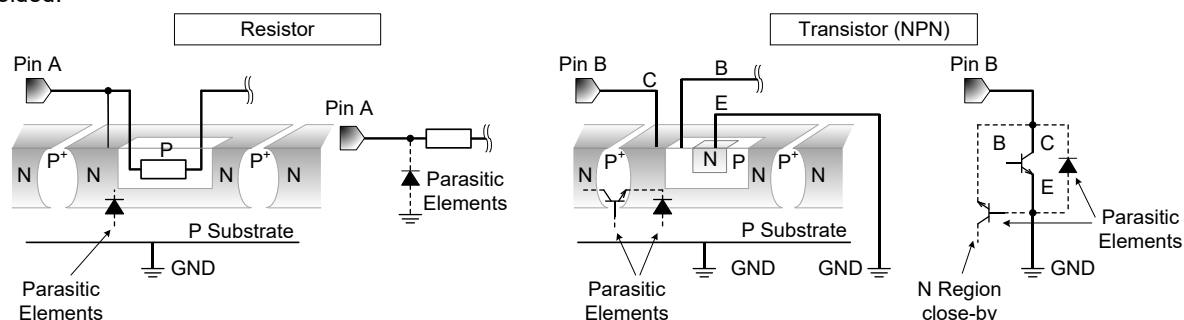 Resistor
Pin A
N
P+
N
P
N
P+
N
P Substrate
GND
Parasitic
Elements
Pin A
Parasitic
Elements
Transistor (NPN)
Pin B
C
B
E
N
P+
N
N
P
N
P+
N
P Substrate
GND
GND
Parasitic
Elements
Pin B
B
C
E
Parasitic
Elements
GND
N Region
close-by